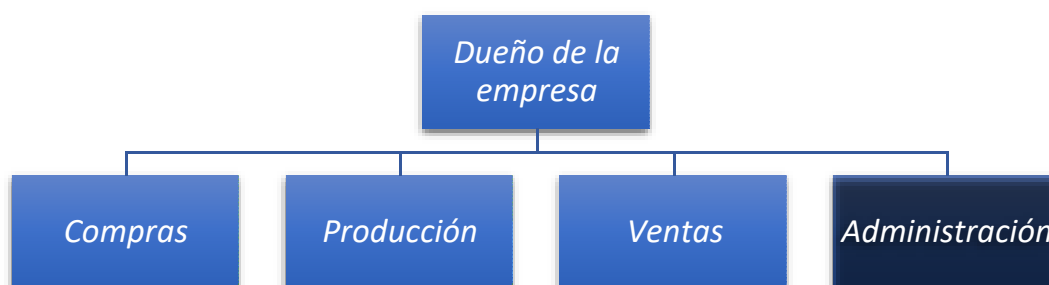 Dueño de la
empresa
Compras
Producción
Ventas
Administración